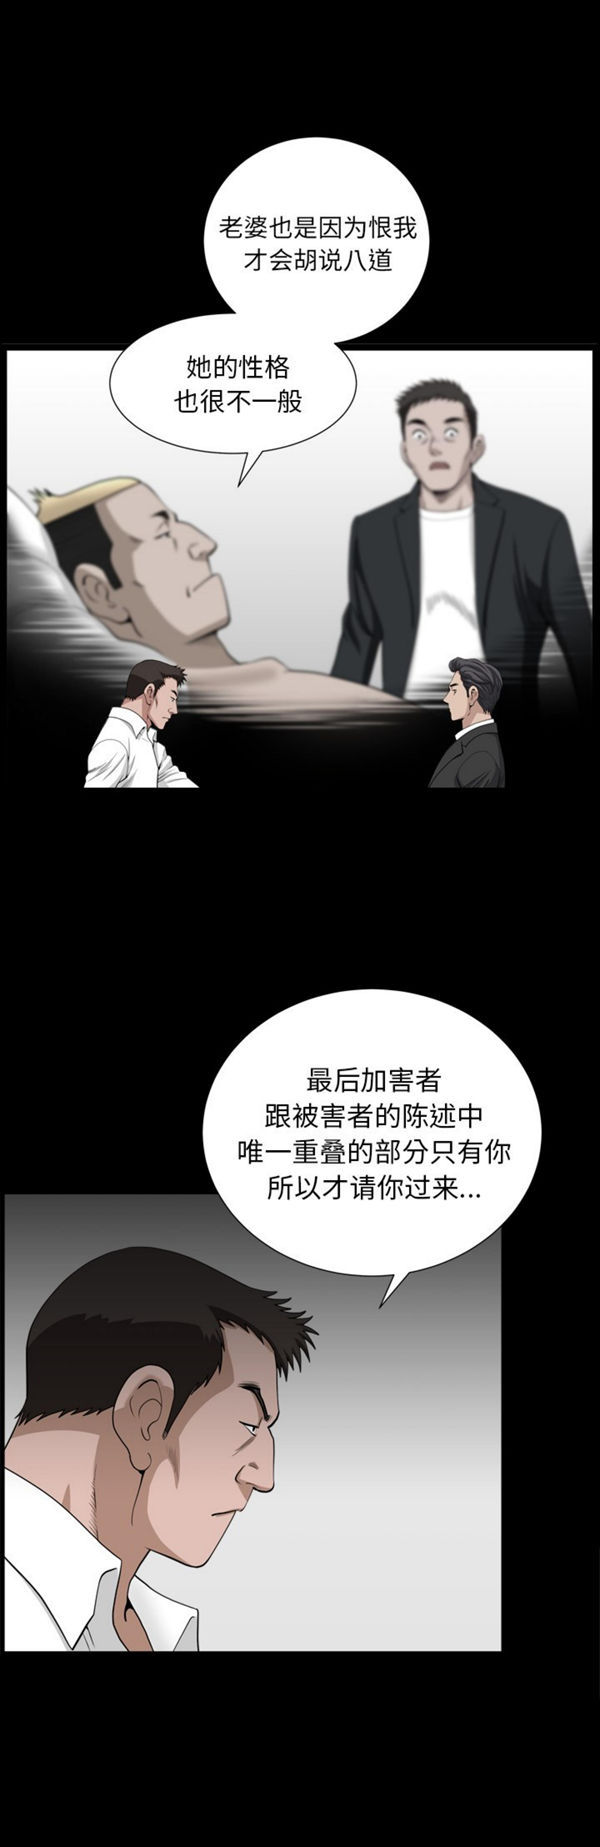 老婆也是因为恨我
才会胡说八道
她的性格
也很不一般
最后加害者
跟被害者的陈述中
唯一重叠的部分只有你
所以才请你过来...